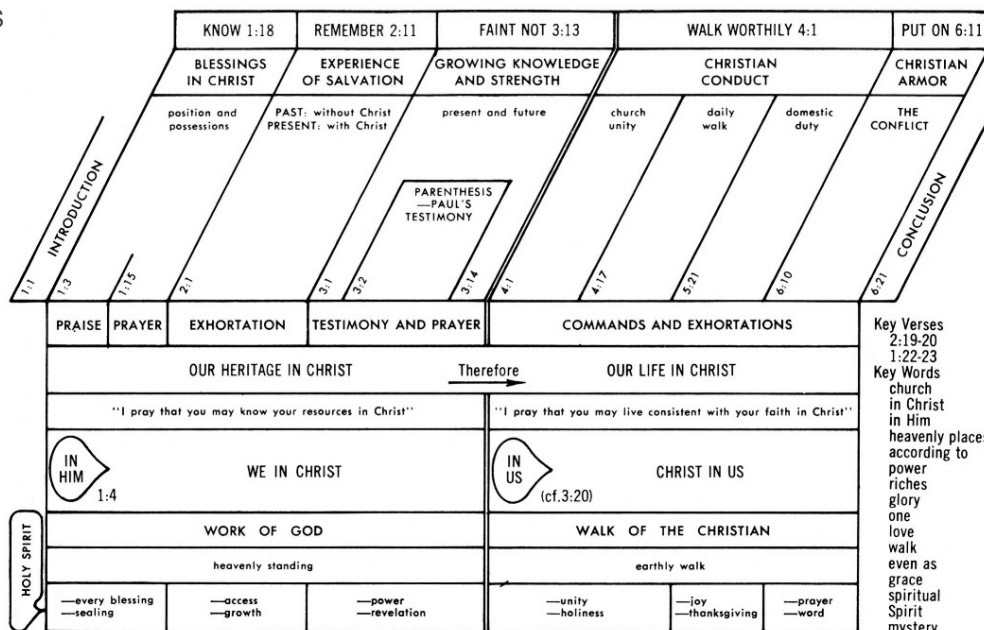 S
KNOW 1:18 REMEMBER 2:11 FAINT NOT 3:13 WALK WORTHILY 4:1 PUT ON 6:11
BLESSINGS IN CHRIST
EXPERIENCE OF SALVATION
GROWING KNOWLEDGE AND STRENGTH
CHRISTIAN CONDUCT
CHRISTIAN ARMOR
position and possessions
PAST: without Christ
PRESENT: with Christ
present and future
church unity
daily walk
domestic duty
THE CONFLICT
PARENTHESIS
—PAUL'S
TESTIMONY
INTRODUCTION
CONCLUSION
1:1 1:3 1:15 2:1 3:1 3:2 3:14 4:1 4:17 5:21 6:10 6:21
PRAISE PRAYER EXHORTATION TESTIMONY AND PRAYER COMMANDS AND EXHORTATIONS
OUR HERITAGE IN CHRIST Therefore OUR LIFE IN CHRIST
"I pray that you may know your resources in Christ" "I pray that you may live consistent with your faith in Christ"
IN HIM
1:4
WE IN CHRIST
IN US
(cf.3:20)
CHRIST IN US
WORK OF GOD WALK OF THE CHRISTIAN
heavenly standing earthly walk
HOLY SPIRIT
—every blessing
—sealing
—access
—growth
—power
—revelation
—unity
—holiness
—joy
—thanksgiving
—prayer
—word
Key Verses
2:19-20
1:22-23
Key Words
church
in Christ
in Him
heavenly places
according to
power
riches
glory
one
love
walk
even as
grace
spiritual
Spirit
mystery